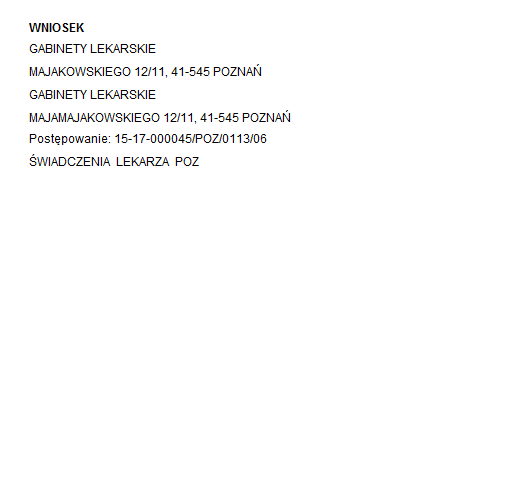 WNIOSEK
GABINETY LEKARSKIE
MAJAKOWSKIEGO 12/11, 41-545 POZNAŃ
GABINETY LEKARSKIE
MAJAMAJAKOWSKIEGO 12/11, 41-545 POZNAŃ
Postępowanie: 15-17-000045/POZ/0113/06
ŚWIADCZENIA LEKARZA POZ